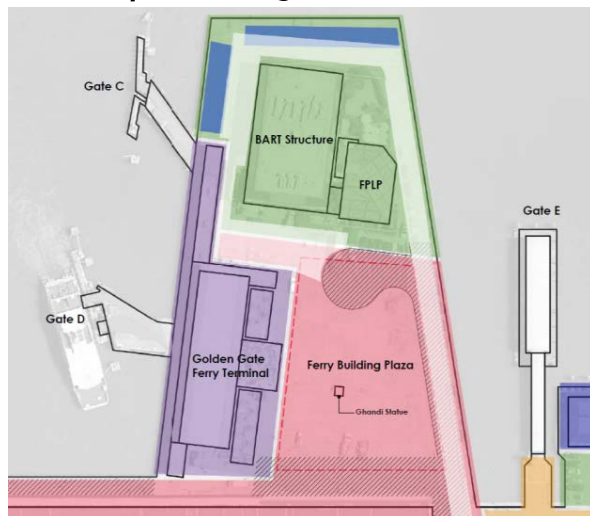 Gate C
BART Structure
FPLP
Gate E
Gate D
Golden Gate
Ferry Terminal
Ferry Building Plaza
Ghandi Statue